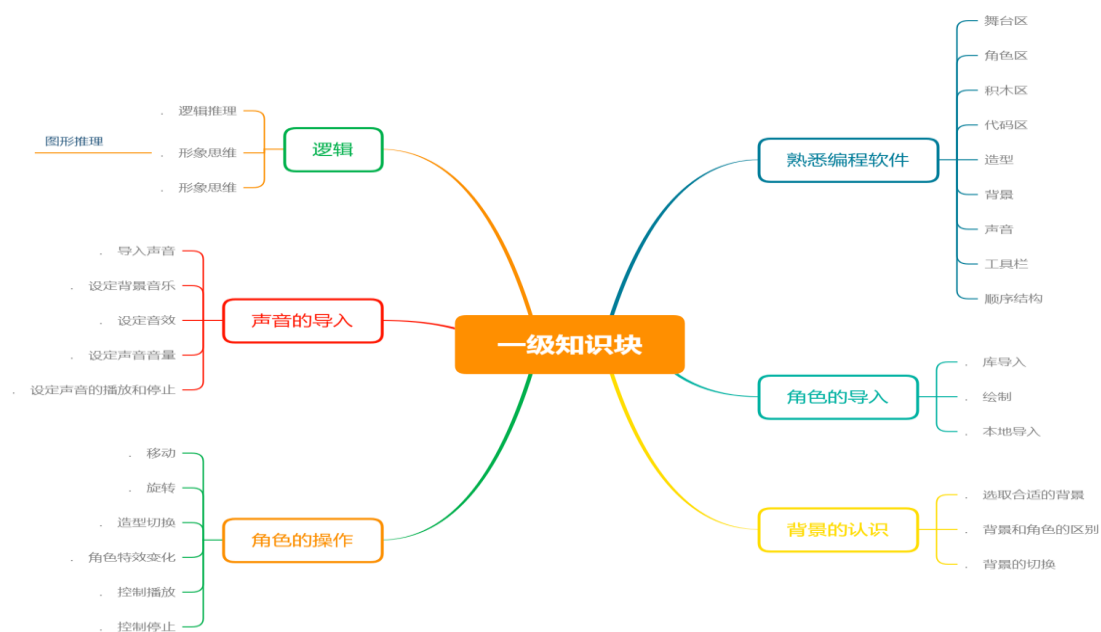 一级知识块
熟悉编程软件
舞台区
角色区
积木区
代码区
造型
背景
声音
工具栏
顺序结构
角色的导入
库导入
绘制
本地导入
背景的认识
选取合适的背景
背景和角色的区别
背景的切换
逻辑
逻辑推理
形象思维
图形推理
形象思维
声音的导入
导入声音
设定背景音乐
设定音效
设定声音音量
设定声音的播放和停止
角色的操作
移动
旋转
造型切换
角色特效变化
控制播放
控制停止